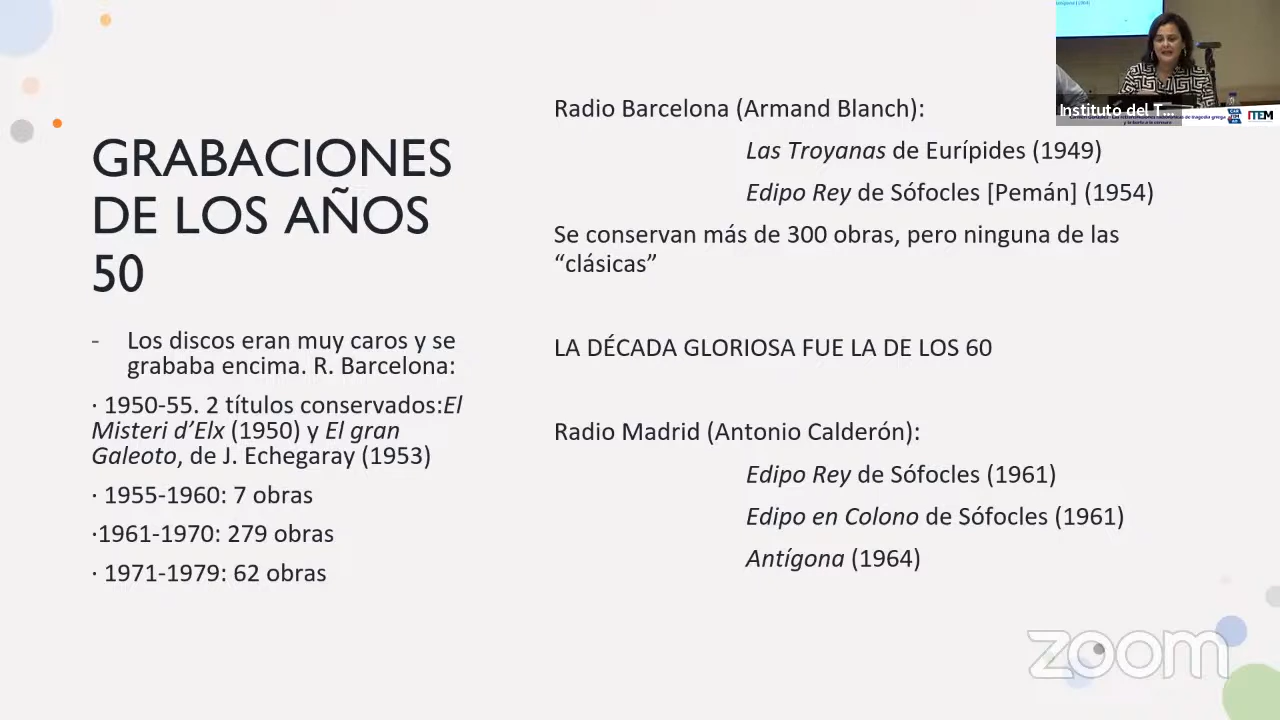 GRABACIONES
DE LOS AÑOS
50
- Los discos eran muy caros y se
grababa encima. R. Barcelona:
· 1950-55. 2 títulos conservados:El
Misteri d’Elx (1950) y El gran
Galeoto, de J. Echegaray (1953)
· 1955-1960: 7 obras
·1961-1970: 279 obras
· 1971-1979: 62 obras
Radio Barcelona (Armand Blanch):
Las Troyanas de Eurípides (1949)
Edipo Rey de Sófocles [Pemán] (1954)
Se conservan más de 300 obras, pero ninguna de las
“clásicas”
LA DÉCADA GLORIOSA FUE LA DE LOS 60
Radio Madrid (Antonio Calderón):
Edipo Rey de Sófocles (1961)
Edipo en Colono de Sófocles (1961)
Antígona (1964)
Instituto del T...
ITEM
zoom